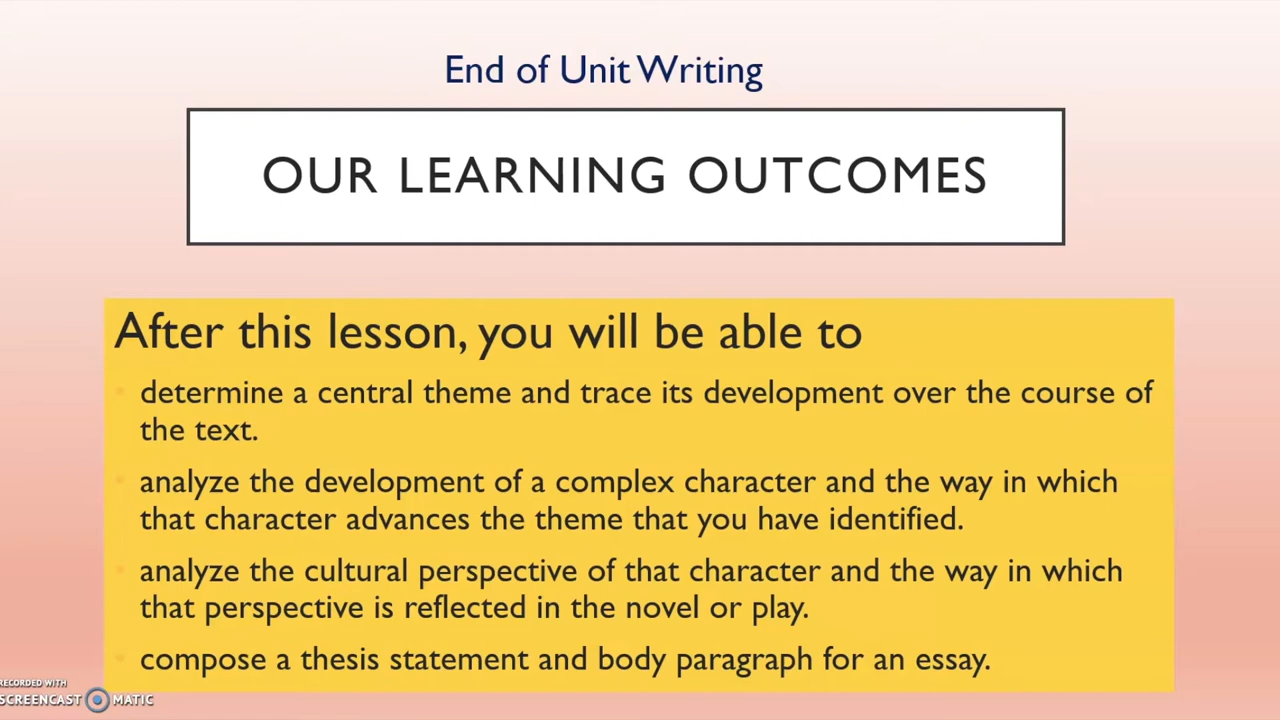 End of Unit Writing
OUR LEARNING OUTCOMES
After this lesson, you will be able to
determine a central theme and trace its development over the course of
the text.
analyze the development of a complex character and the way in which
that character advances the theme that you have identified.
analyze the cultural perspective of that character and the way in which
that perspective is reflected in the novel or play.
compose a thesis statement and body paragraph for an essay.
RECORDED WITH
SCREENCAST MATIC